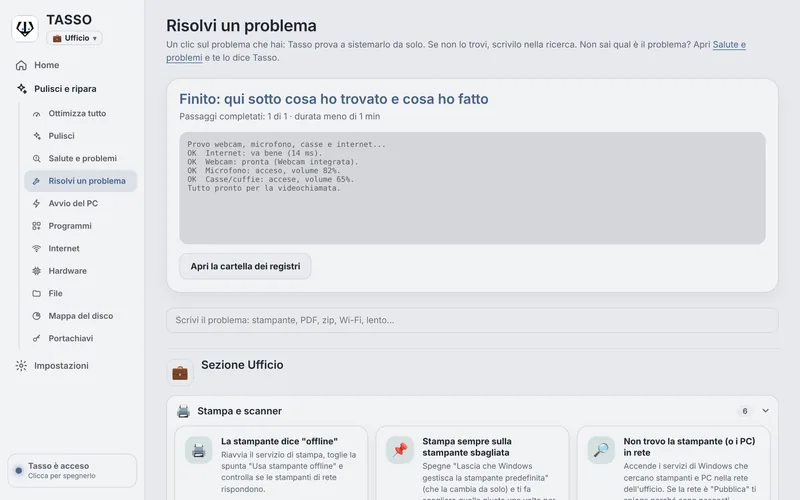 TASSO
💼 Ufficio ▾
Home
Pulisci e ripara
Ottimizza tutto
Pulisci
Salute e problemi
Risolvi un problema
Avvio del PC
Programmi
Internet
Hardware
File
Mappa del disco
Portachiavi
Impostazioni
Tasso è acceso
Clicca per spegnerlo
Risolvi un problema
Un clic sul problema che hai: Tasso prova a sistemarlo da solo. Se non lo trovi, scrivilo nella ricerca. Non sai qual è il problema? Apri Salute e
problemi e te lo dice Tasso.
Finito: qui sotto cosa ho trovato e cosa ho fatto
Passaggi completati: 1 di 1 · durata meno di 1 min
Provo webcam, microfono, casse e internet...
OK  Internet: va bene (14 ms).
OK  Webcam: pronta (Webcam integrata).
OK  Microfono: acceso, volume 82%.
OK  Casse/cuffie: accese, volume 65%.
Tutto pronto per la videochiamata.
Apri la cartella dei registri
Scrivi il problema: stampante, PDF, zip, Wi-Fi, lento...
Sezione Ufficio
Stampa e scanner
6
La stampante dice "offline"
Riavvia il servizio di stampa, toglie la
spunta "Usa stampante offline" e
controlla se le stampanti di rete
rispondono.
Stampa sempre sulla
stampante sbagliata
Spegne "Lascia che Windows
gestisca la stampante predefinita"
(che la cambia da solo) e ti fa
Non trovo la stampante (o i PC)
in rete
Accende i servizi di Windows che
cercano stampanti e PC nella rete
dell'ufficio. Se la rete è "Pubblica" ti